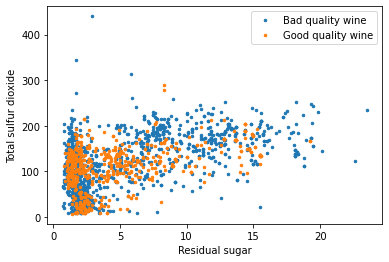 Bad quality wine
Good quality wine
400
300
200
100
0
Total sulfur dioxide
0
5
10
15
20
Residual sugar